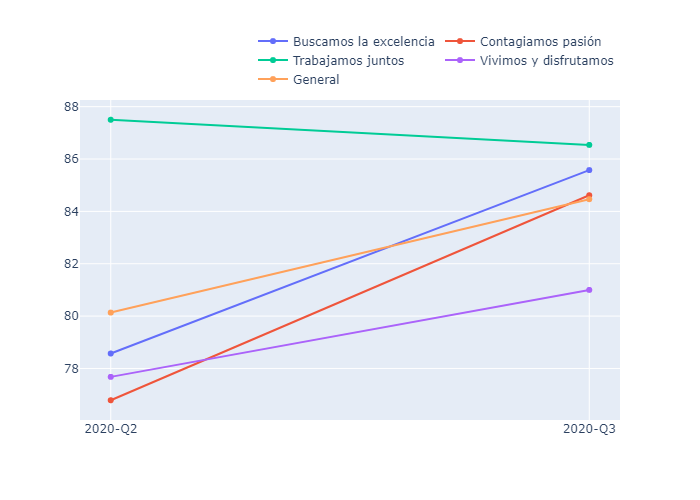 Buscamos la excelencia Contagiamos pasión
Trabajamos juntos Vivimos y disfrutamos
General
88
86
84
82
80
78
2020-Q2 2020-Q3